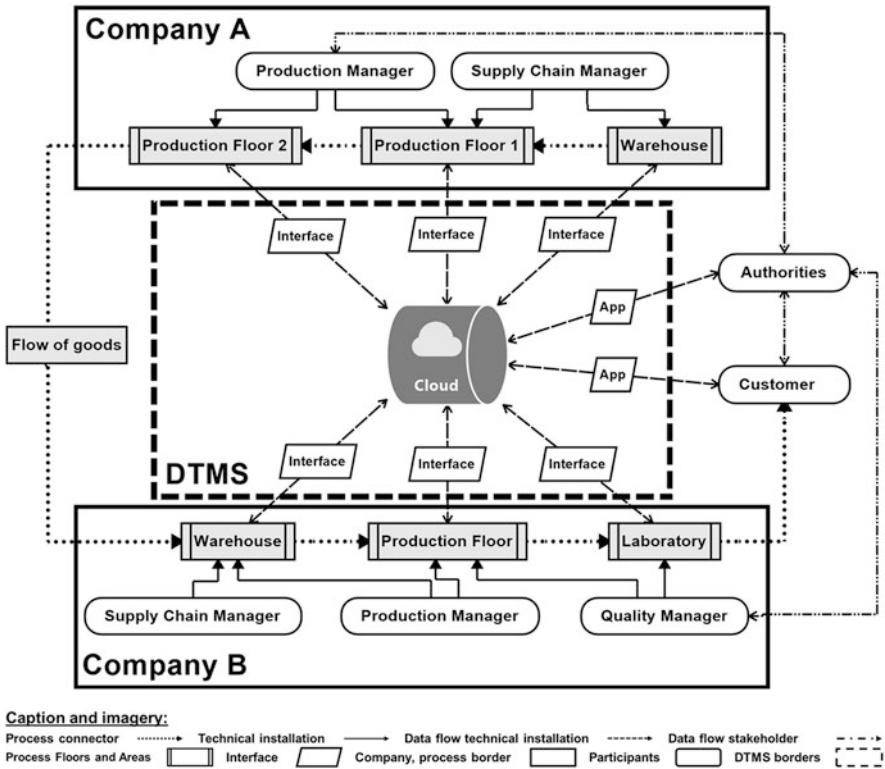 Company A
Production Manager
Supply Chain Manager
Production Floor 2
Production Floor 1
Warehouse
Interface
Interface
Interface
Authorities
App
Flow of goods
Cloud
App
Customer
Interface
Interface
Interface
DTMS
Warehouse
Production Floor
Laboratory
Supply Chain Manager
Production Manager
Quality Manager
Company B
Caption and imagery:
Process connector Technical installation Data flow technical installation Data flow stakeholder
Process Floors and Areas Interface Company, process border Participants DTMS borders